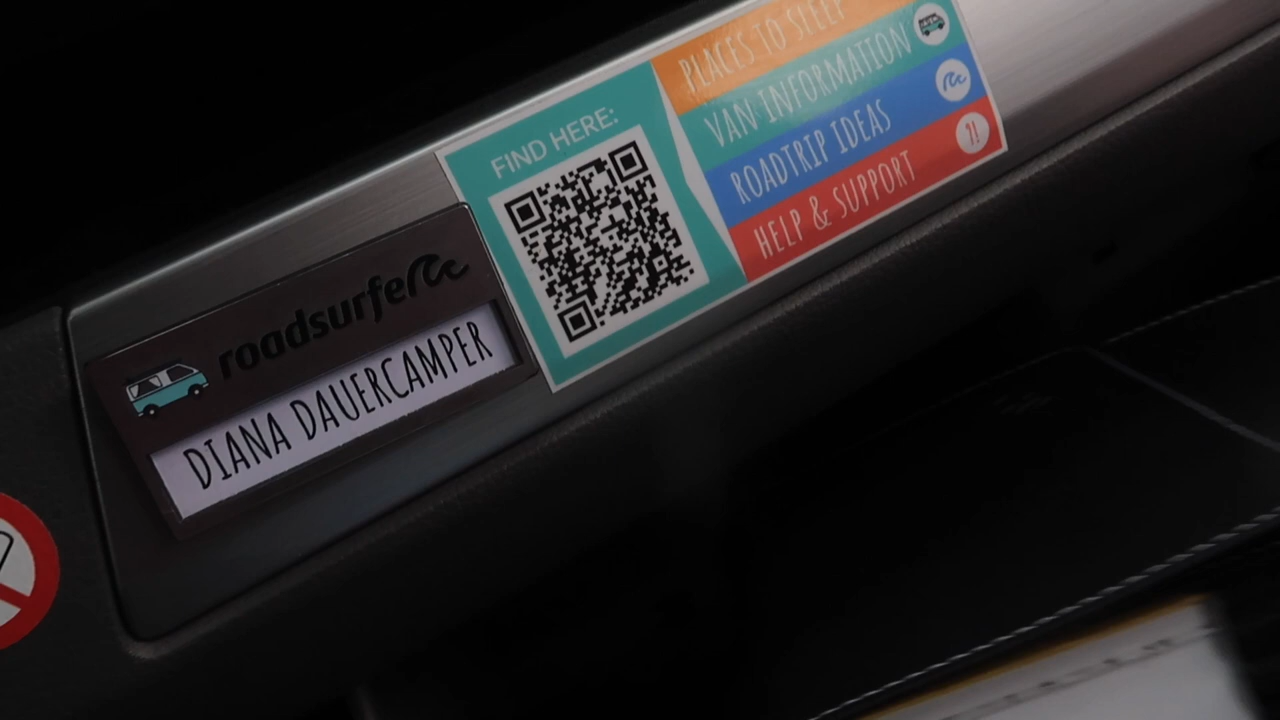 roadsurfer
DIANA DAUERCAMPER
FIND HERE:
PLACES TO SLEEP
VAN INFORMATION
ROADTRIP IDEAS
HELP & SUPPORT